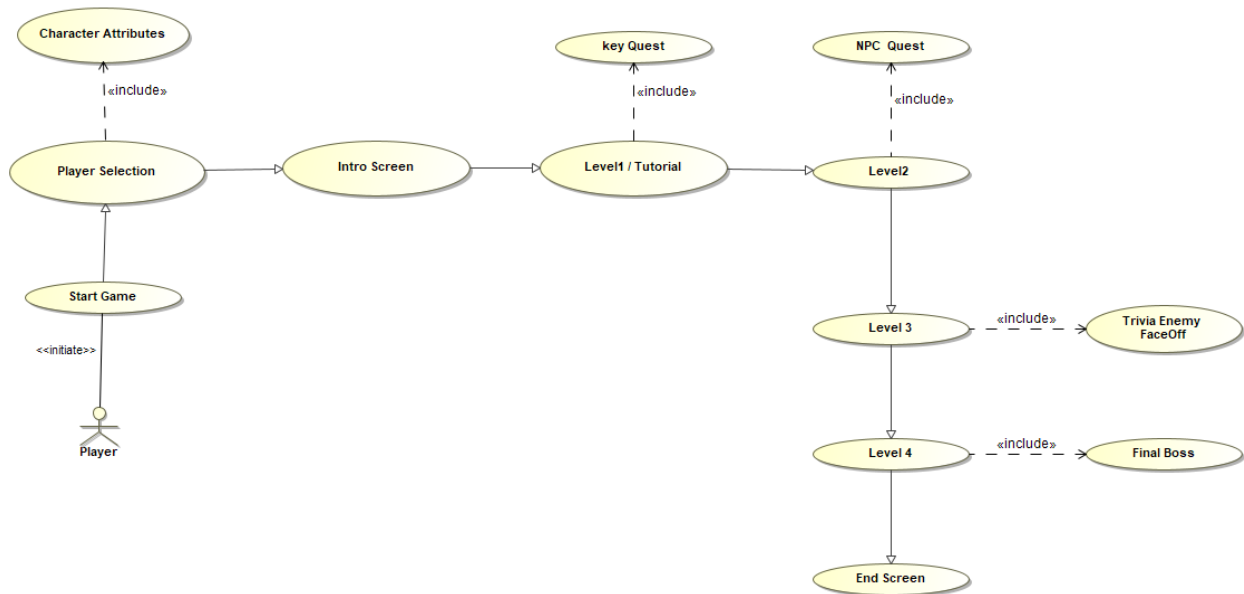 Character Attributes
key Quest
NPC  Quest
«include»
«include»
«include»
Player Selection
Intro Screen
Level1 / Tutorial
Level2
Start Game
<<initiate>>
Player
Level 3
«include»
Trivia Enemy
FaceOff
Level 4
«include»
Final Boss
End Screen